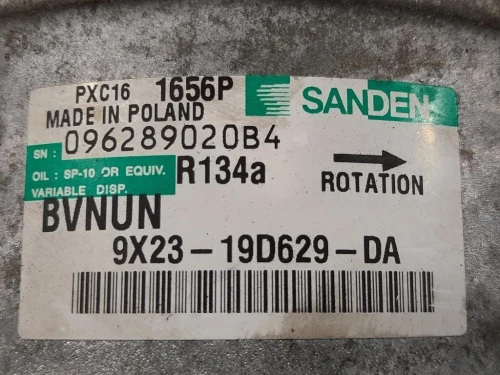 PXC16 1656P SANDEN
MADE IN POLAND
SN: 096289020B4
OIL: SP-10 OR EQUIV. R134a
VARIABLE DISP. ROTATION
BVNUN
9X23-19D629-DA